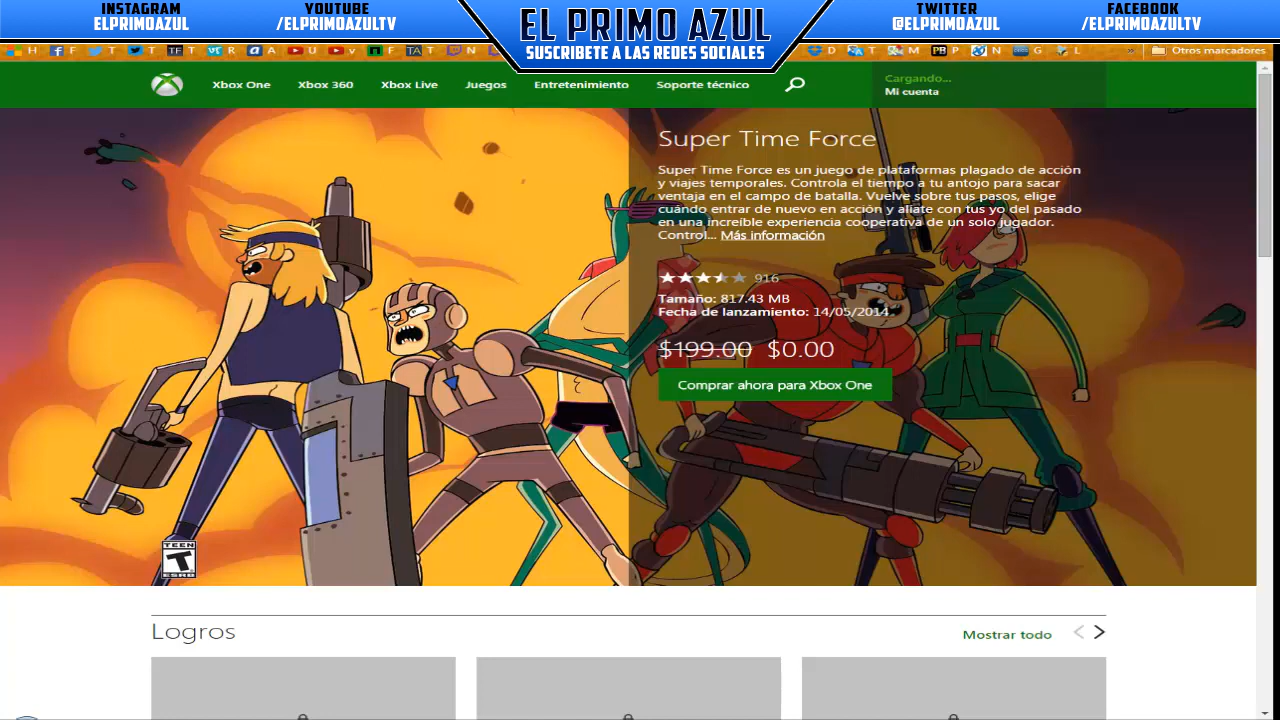 INSTAGRAM
ELPRIMOAZUL
YOUTUBE
/ELPRIMOAZULTV
EL PRIMO AZUL
SUSCRIBETE A LAS REDES SOCIALES
TWITTER
@ELPRIMOAZUL
FACEBOOK
/ELPRIMOAZULTV
H F T T TF T R a A U v F TA T N D T M PB P N G L » Otros marcadores
Xbox One Xbox 360 Xbox Live Juegos Entretenimiento Soporte técnico
Cargando...
Mi cuenta
Super Time Force
Super Time Force es un juego de plataformas plagado de acción
y viajes temporales. Controla el tiempo a tu antojo para sacar
ventaja en el campo de batalla. Vuelve sobre tus pasos, elige
cuándo entrar de nuevo en acción y alíate con tus yo del pasado
en una increíble experiencia cooperativa de un solo jugador.
Control... Más información
916
Tamaño: 817.43 MB
Fecha de lanzamiento: 14/05/2014
$199.00 $0.00
Comprar ahora para Xbox One
TEEN
T
ESRB
Logros
Mostrar todo